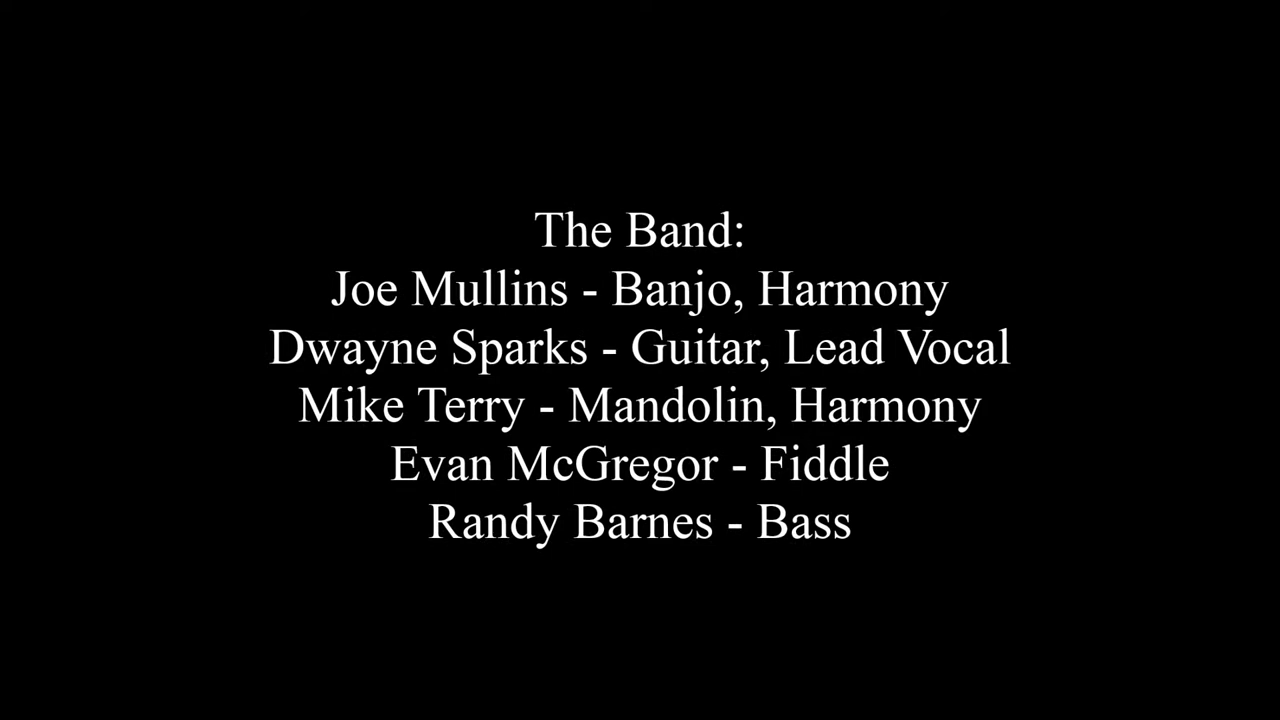 The Band:
Joe Mullins - Banjo, Harmony
Dwayne Sparks - Guitar, Lead Vocal
Mike Terry - Mandolin, Harmony
Evan McGregor - Fiddle
Randy Barnes - Bass